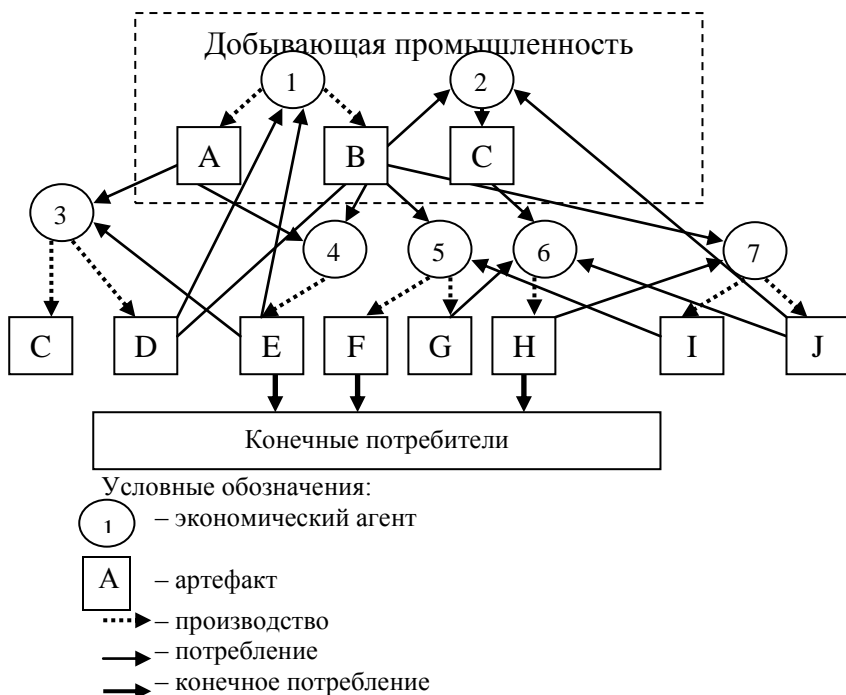 Добывающая промышленность
1 2
A B C
3 4 5 6 7
C D E F G H I J
Конечные потребители
Условные обозначения:
1 – экономический агент
A – артефакт
– производство
– потребление
– конечное потребление